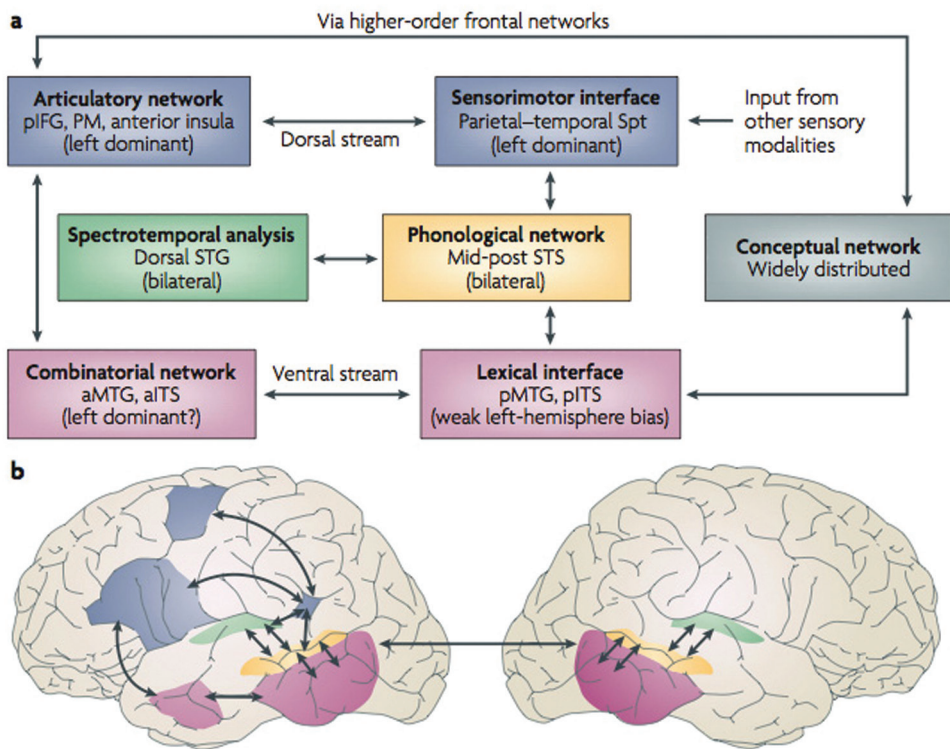 a
Via higher-order frontal networks
Articulatory network
pIFG, PM, anterior insula
(left dominant)
Dorsal stream
Sensorimotor interface
Parietal–temporal Spt
(left dominant)
Input from
other sensory
modalities
Spectrotemporal analysis
Dorsal STG
(bilateral)
Phonological network
Mid-post STS
(bilateral)
Conceptual network
Widely distributed
Combinatorial network
aMTG, aITS
(left dominant?)
Ventral stream
Lexical interface
pMTG, pITS
(weak left-hemisphere bias)
b